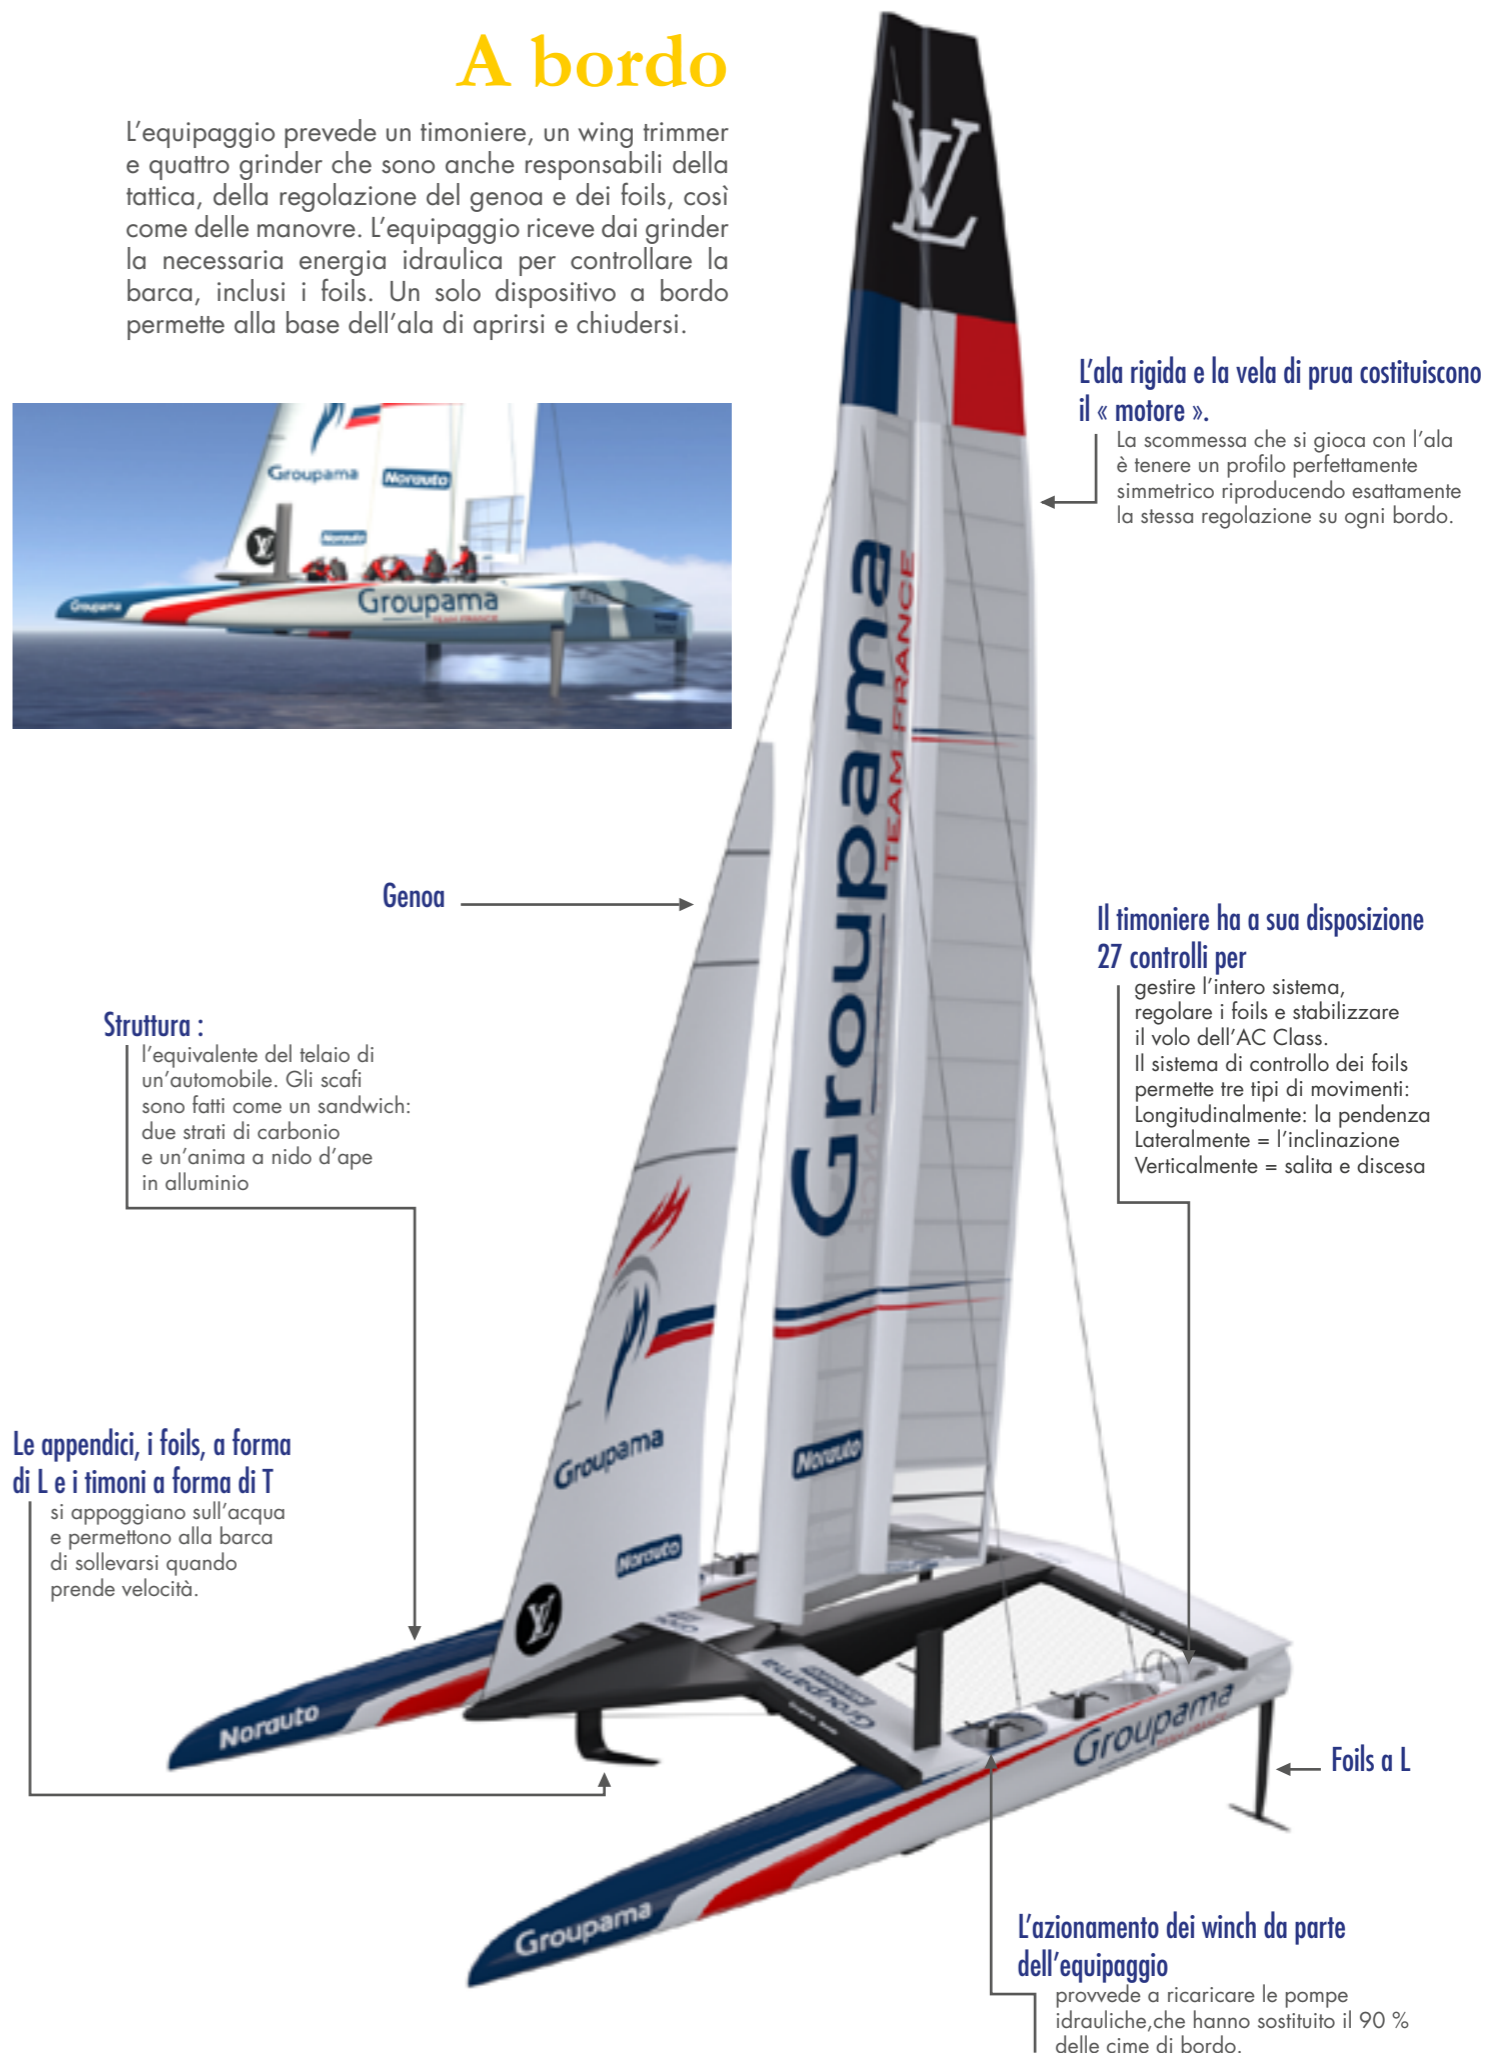 A bordo
L'equipaggio prevede un timoniere, un wing trimmer
e quattro grinder che sono anche responsabili della
tattica, della regolazione del genoa e dei foils, così
come delle manovre. L'equipaggio riceve dai grinder
la necessaria energia idraulica per controllare la
barca, inclusi i foils. Un solo dispositivo a bordo
permette alla base dell'ala di aprirsi e chiudersi.
LV
L'ala rigida e la vela di prua costituiscono
il « motore ».
La scommessa che si gioca con l'ala
è tenere un profilo perfettamente
simmetrico riproducendo esattamente
la stessa regolazione su ogni bordo.
Groupama
Norauto
LV
Norauto
Groupama
Groupama
TEAM FRANCE
Groupama
TEAM FRANCE
Genoa
Il timoniere ha a sua disposizione
27 controlli per
gestire l'intero sistema,
regolare i foils e stabilizzare
il volo dell'AC Class.
Il sistema di controllo dei foils
permette tre tipi di movimenti:
Longitudinalmente: la pendenza
Lateralmente = l'inclinazione
Verticalmente = salita e discesa
Struttura :
l'equivalente del telaio di
un'automobile. Gli scafi
sono fatti come un sandwich:
due strati di carbonio
e un'anima a nido d'ape
in alluminio
Le appendici, i foils, a forma
di L e i timoni a forma di T
si appoggiano sull'acqua
e permettono alla barca
di sollevarsi quando
prende velocità.
Groupama
Norauto
Norauto
LV
Norauto
Groupama
Groupama
TEAM FRANCE
Groupama
Foils a L
L'azionamento dei winch da parte
dell'equipaggio
provvede a ricaricare le pompe
idrauliche,che hanno sostituito il 90 %
delle cime di bordo.